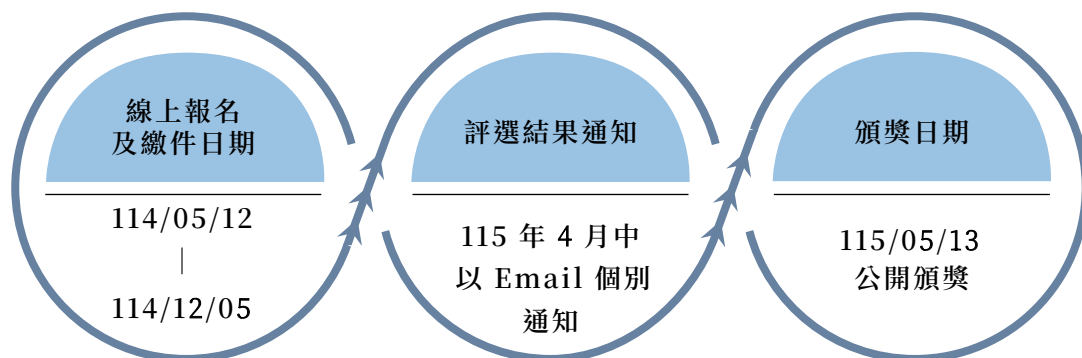 線上報名
及繳件日期
114/05/12
|
114/12/05
評選結果通知
115 年 4 月中
以 Email 個別
通知
頒獎日期
115/05/13
公開頒獎